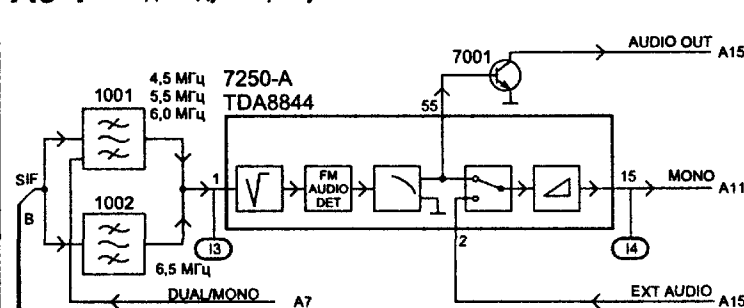 AUDIO OUT
A15
7001
4,5 МГц
5,5 МГц
6,0 МГц
7250-A
TDA8844
1001
55
FM
AUDIO
DET
SIF
1
15
MONO
A11
B
1002
I3
2
I4
6,5 МГц
DUAL/MONO
A7
EXT AUDIO
A15